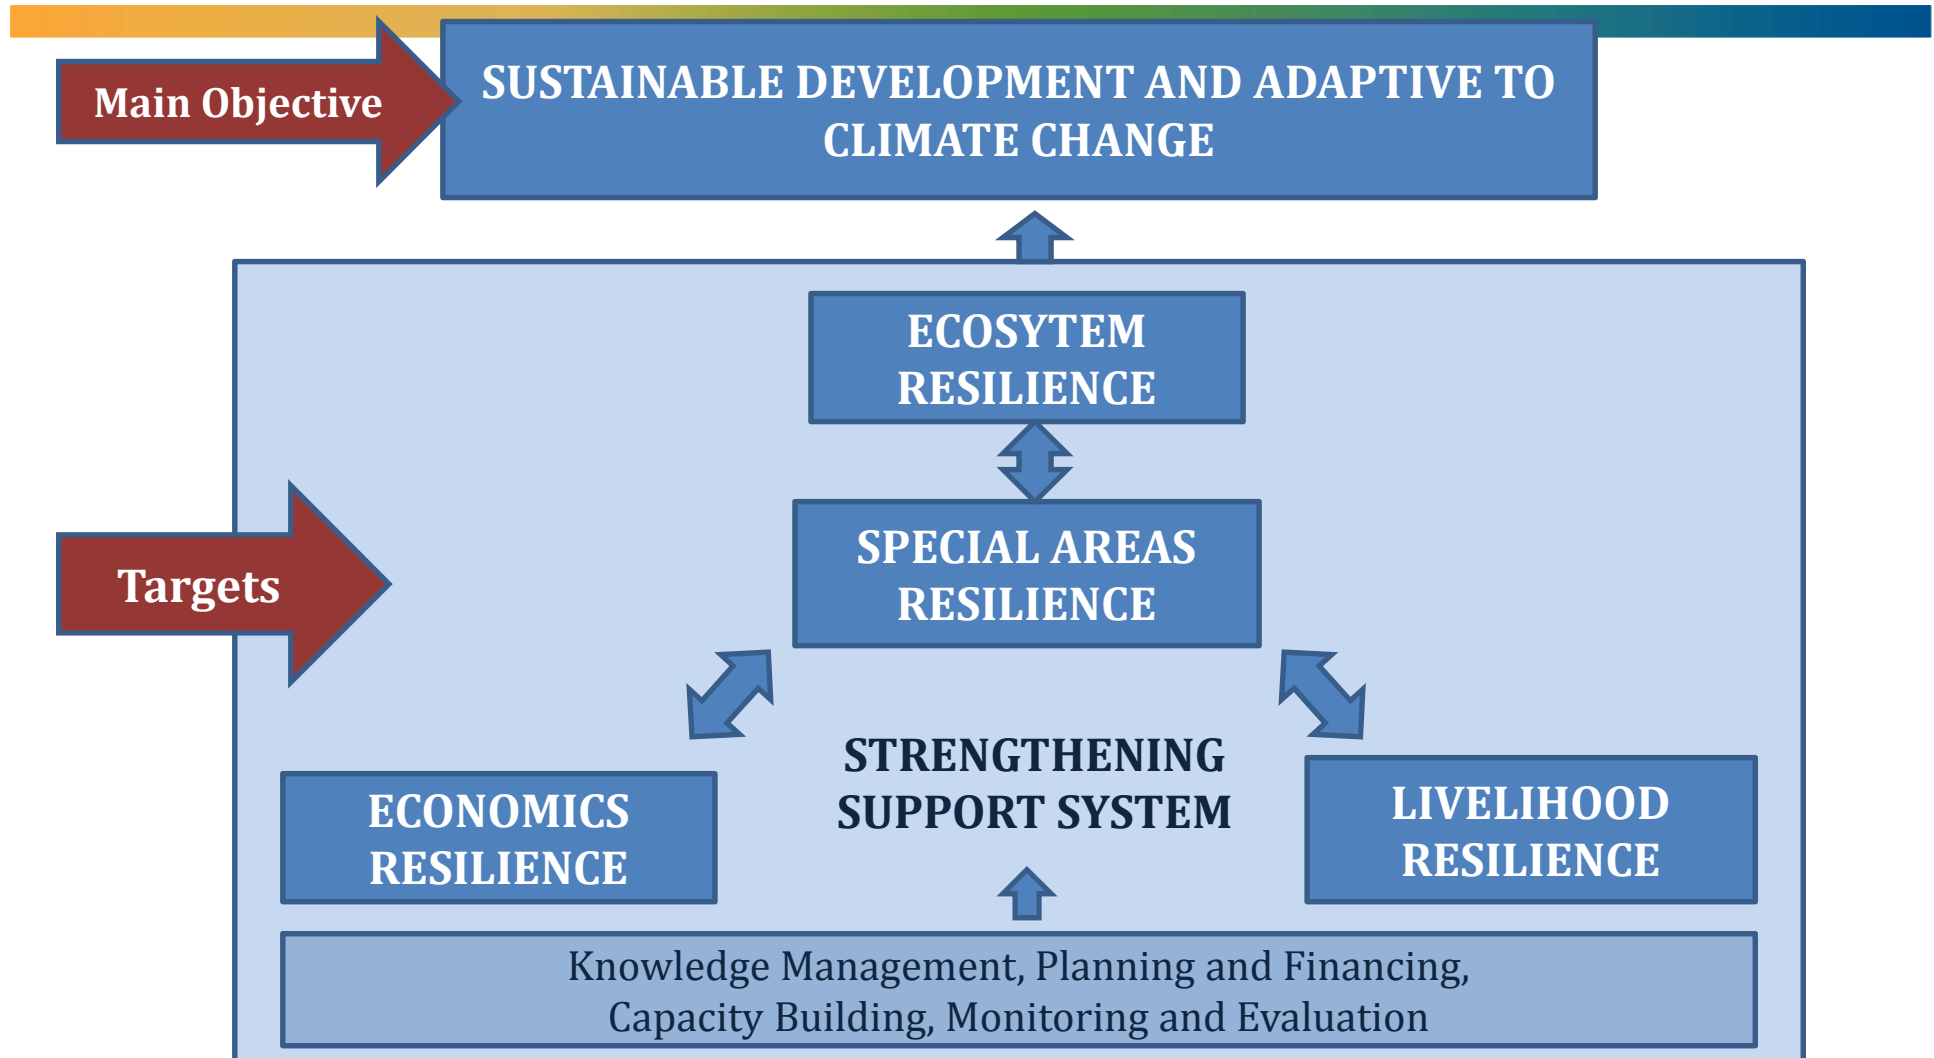 Main Objective
SUSTAINABLE DEVELOPMENT AND ADAPTIVE TO
CLIMATE CHANGE
ECOSYTEM
RESILIENCE
Targets
SPECIAL AREAS
RESILIENCE
STRENGTHENING
SUPPORT SYSTEM
ECONOMICS
RESILIENCE
LIVELIHOOD
RESILIENCE
Knowledge Management, Planning and Financing,
Capacity Building, Monitoring and Evaluation